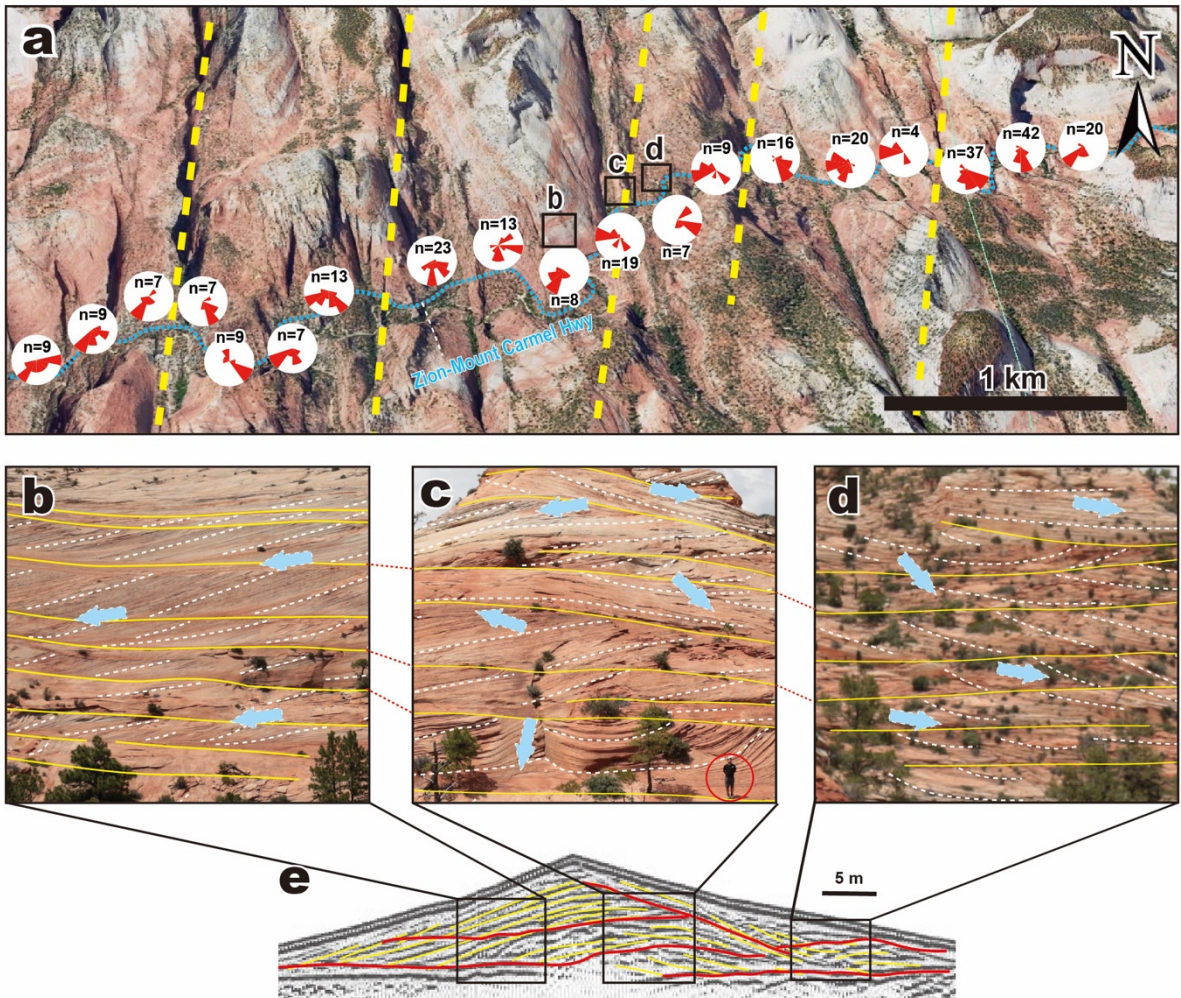 a
N
n=9
n=9
n=7
n=7
n=9
n=7
n=13
n=23
n=13
n=8
b
c
d
n=19
n=7
n=9
n=16
n=20
n=4
n=37
n=42
n=20
Zion-Mount Carmel Hwy
1 km
b
c
d
e
5 m